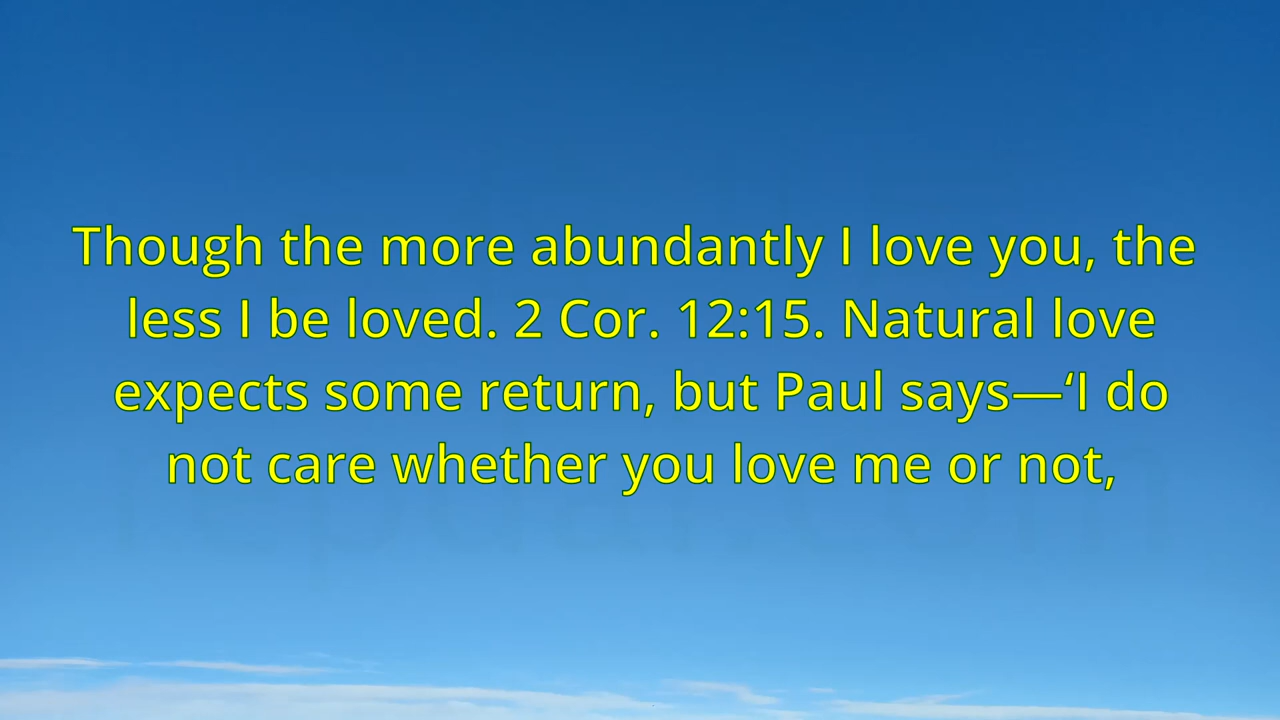 Though the more abundantly I love you, the
less I be loved. 2 Cor. 12:15. Natural love
expects some return, but Paul says—‘I do
not care whether you love me or not,